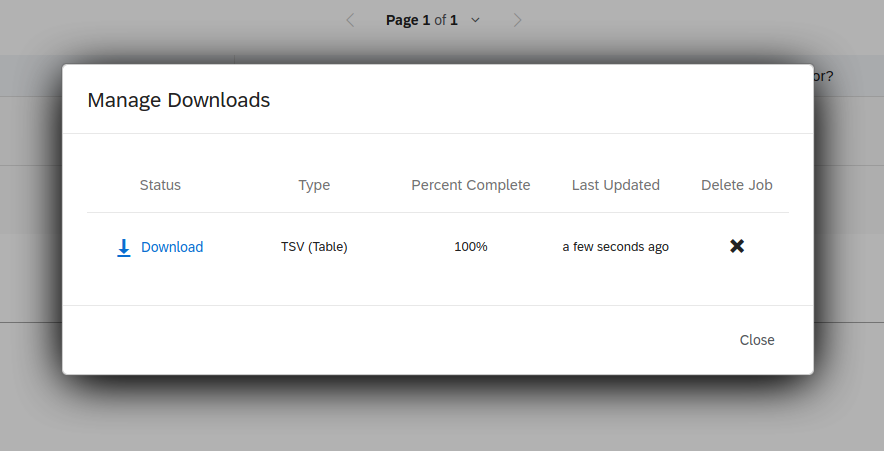 Page 1 of 1
or?
Manage Downloads
Status Type Percent Complete Last Updated Delete Job
Download TSV (Table) 100% a few seconds ago
Close